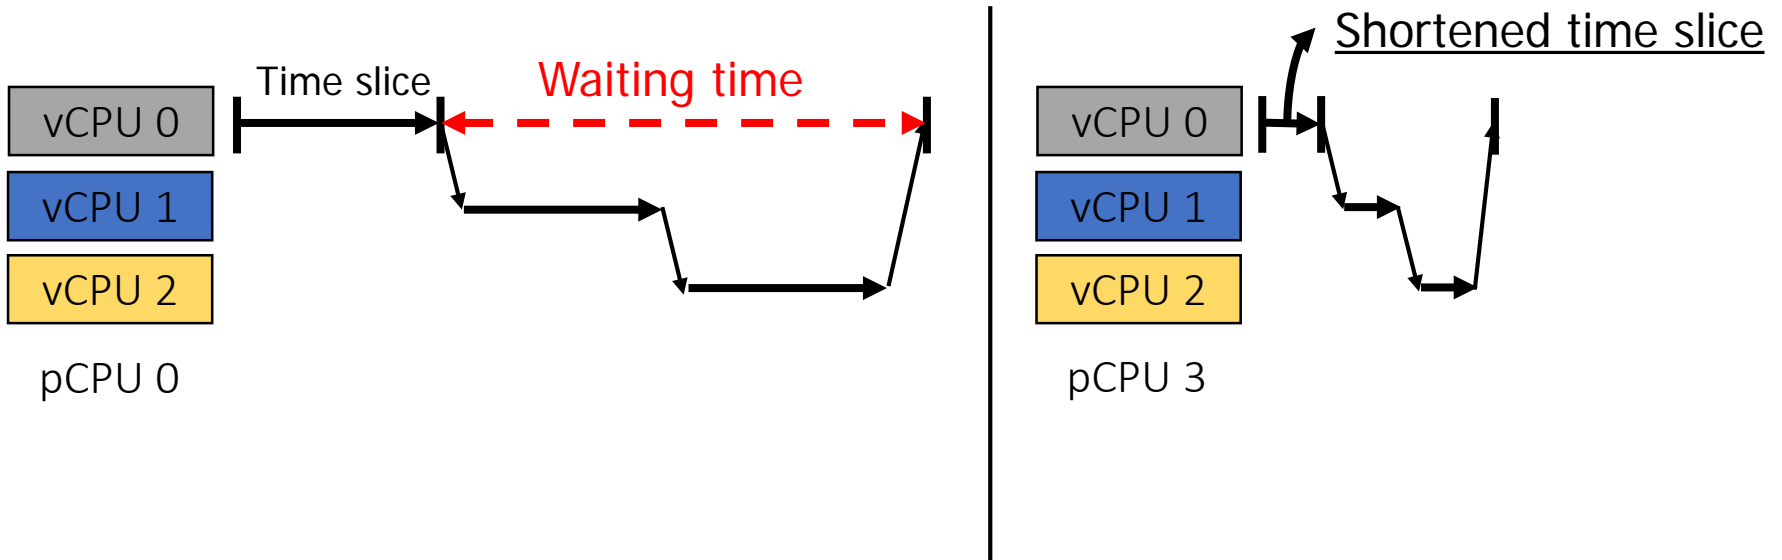 Time slice
Waiting time
vCPU 0
vCPU 1
vCPU 2
pCPU 0
Shortened time slice
vCPU 0
vCPU 1
vCPU 2
pCPU 3